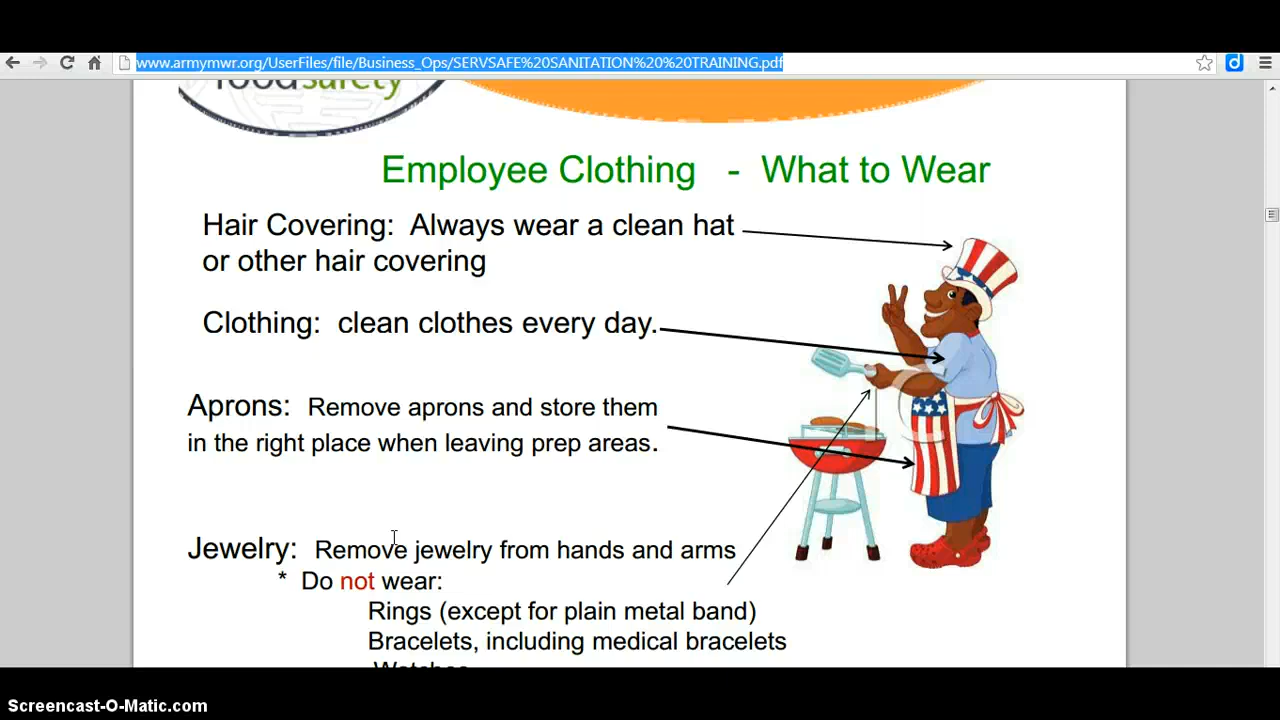 www.armymwr.org/UserFiles/file/Business_Ops/SERVSAFE%20SANITATION%20%20TRAINING.pdf
foodsafety
Employee Clothing - What to Wear
Hair Covering: Always wear a clean hat
or other hair covering
Clothing: clean clothes every day.
Aprons: Remove aprons and store them
in the right place when leaving prep areas.
Jewelry: Remove jewelry from hands and arms
* Do not wear:
Rings (except for plain metal band)
Bracelets, including medical bracelets
Watches
Screencast-O-Matic.com